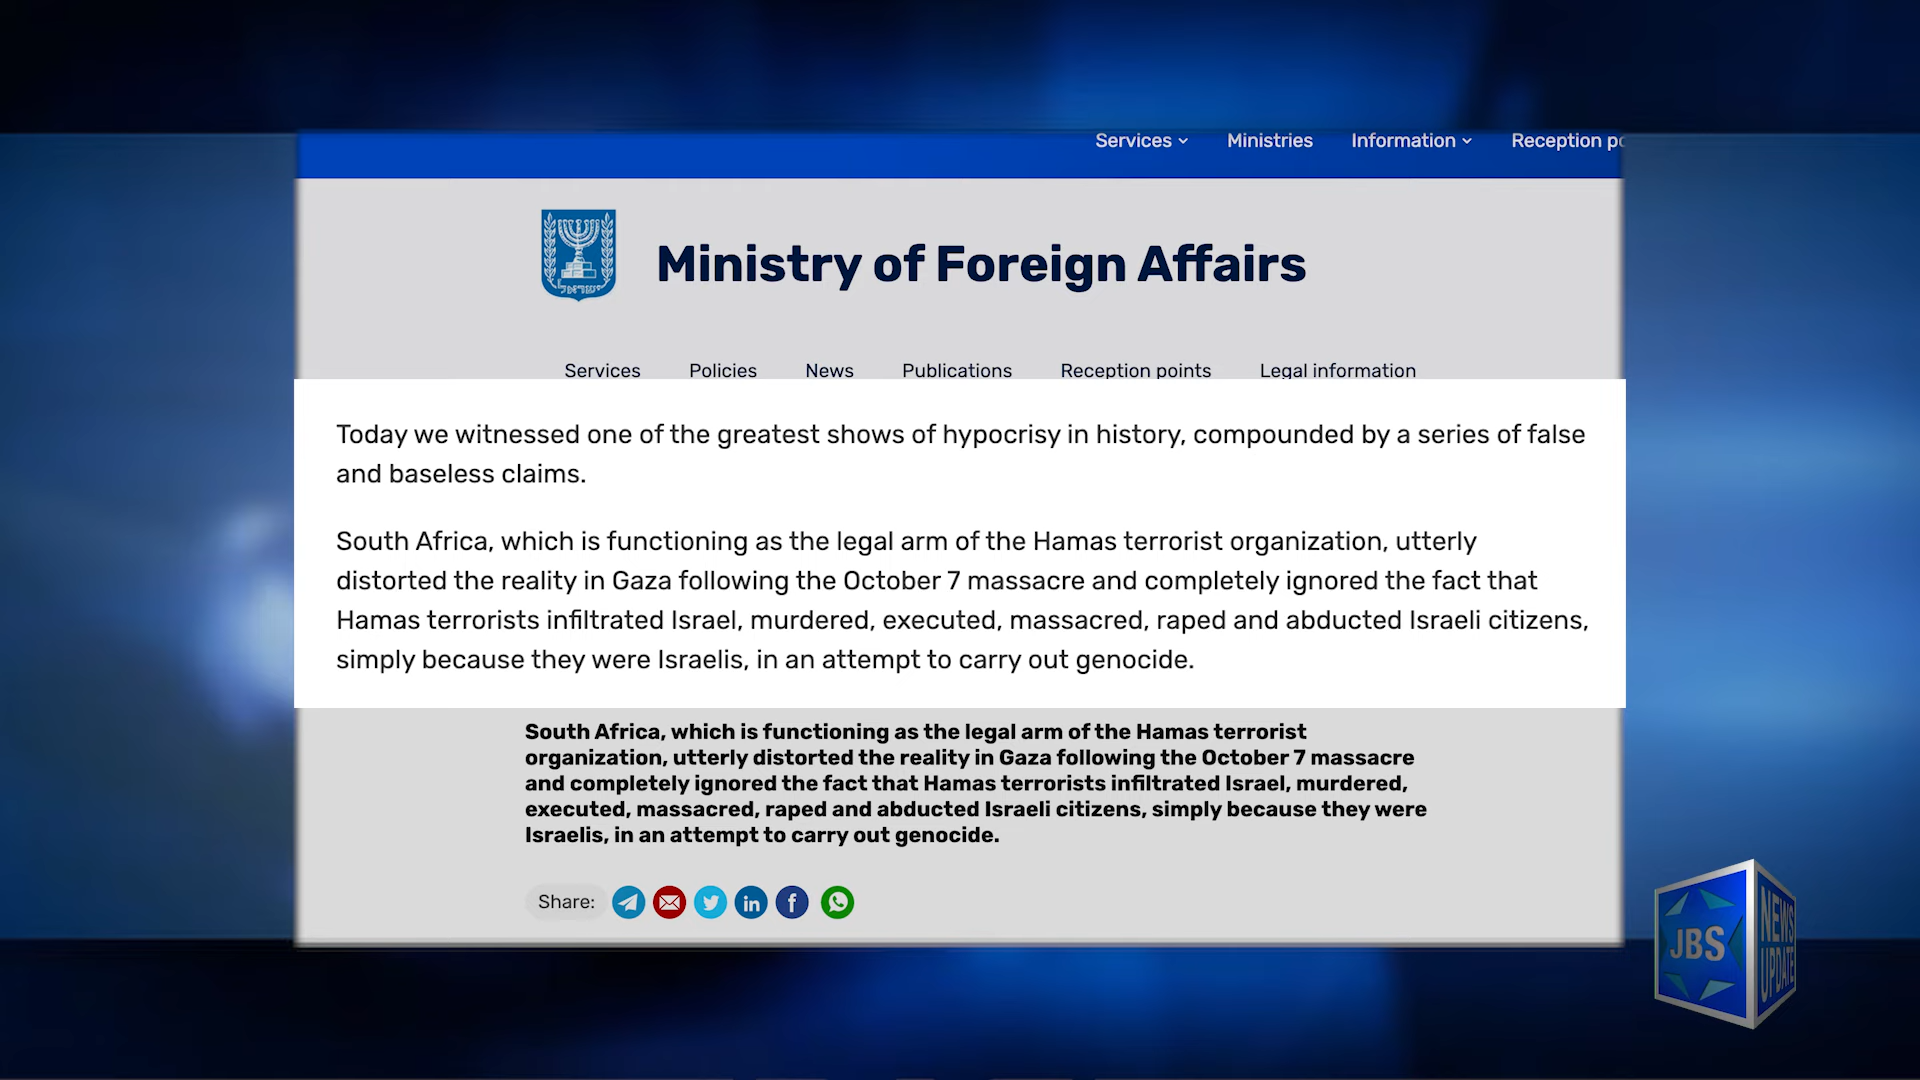 Services Ministries Information Reception po
ישראל
Ministry of Foreign Affairs
Services Policies News Publications Reception points Legal information
Today we witnessed one of the greatest shows of hypocrisy in history, compounded by a series of false
and baseless claims.
South Africa, which is functioning as the legal arm of the Hamas terrorist organization, utterly
distorted the reality in Gaza following the October 7 massacre and completely ignored the fact that
Hamas terrorists infiltrated Israel, murdered, executed, massacred, raped and abducted Israeli citizens,
simply because they were Israelis, in an attempt to carry out genocide.
South Africa, which is functioning as the legal arm of the Hamas terrorist
organization, utterly distorted the reality in Gaza following the October 7 massacre
and completely ignored the fact that Hamas terrorists infiltrated Israel, murdered,
executed, massacred, raped and abducted Israeli citizens, simply because they were
Israelis, in an attempt to carry out genocide.
Share:
JBS
NEWS
UPDATE